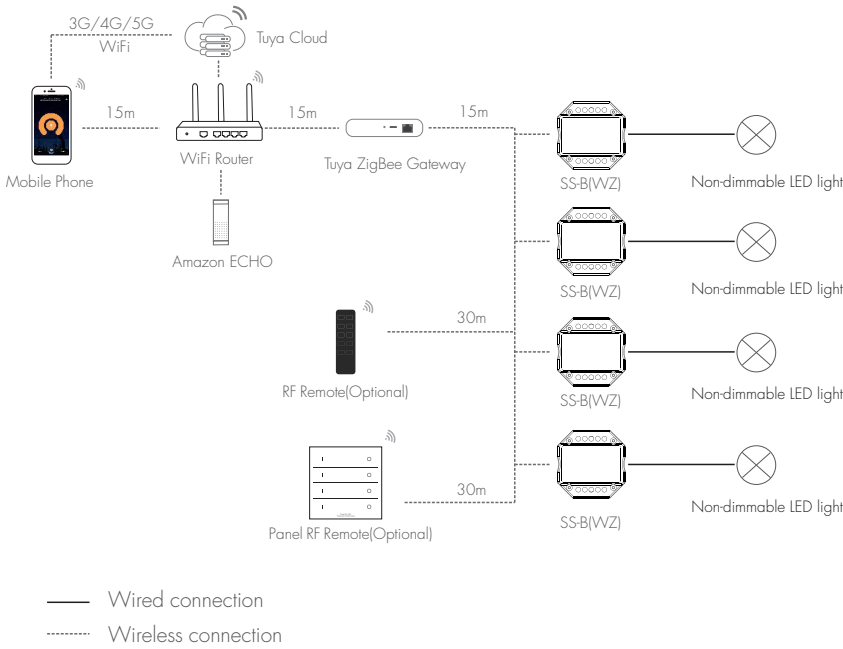 3G/4G/5G
WiFi
Tuya Cloud
15m
15m
15m
WiFi Router
Tuya ZigBee Gateway
Mobile Phone
SS-B(WZ)
Non-dimmable LED light
Amazon ECHO
SS-B(WZ)
Non-dimmable LED light
30m
RF Remote(Optional)
SS-B(WZ)
Non-dimmable LED light
30m
Panel RF Remote(Optional)
SS-B(WZ)
Non-dimmable LED light
Wired connection
Wireless connection